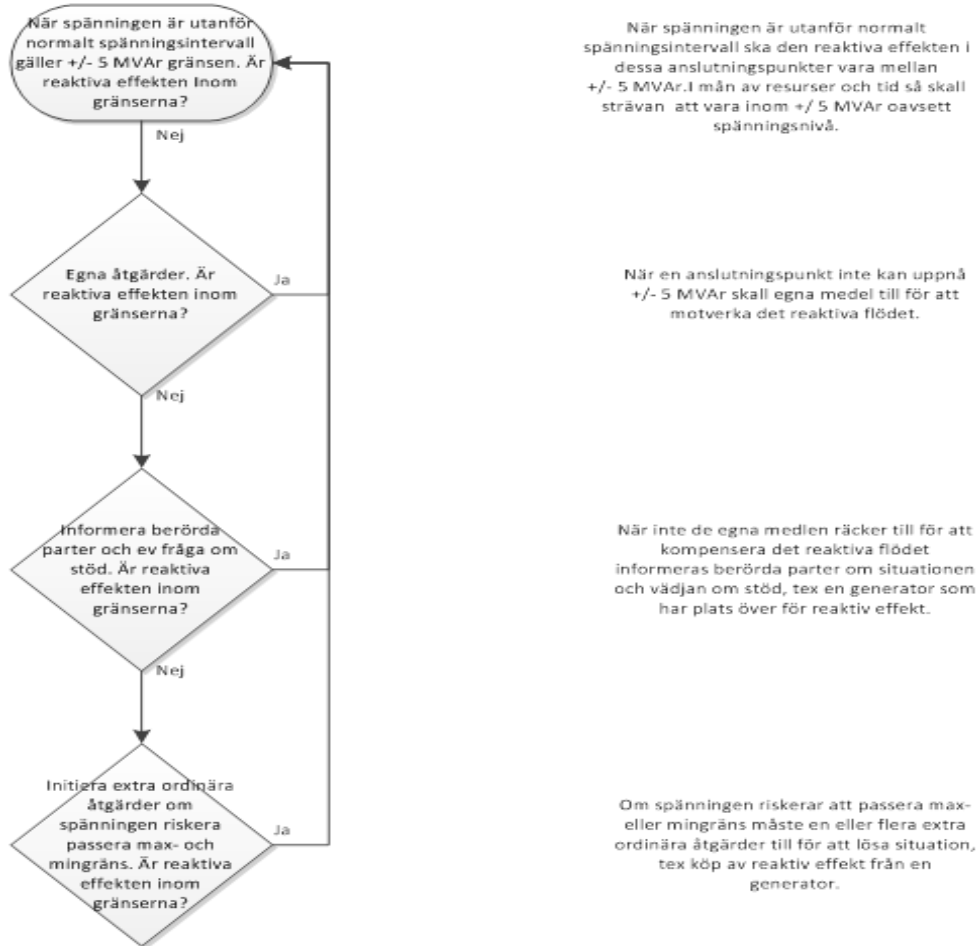 När spänningen är utanför
normalt spänningsintervall
gäller +/- 5 MVAr gränsen. Är
reaktiva effekten Inom
gränserna?
Nej
Egna åtgärder. Är
reaktiva effekten inom
gränserna?
Ja
Nej
Informera berörda
parter och ev fråga om
stöd. Är reaktiva
effekten inom
gränserna?
Ja
Nej
Initiera extra ordinära
åtgärder om
spänningen riskera
passera max- och
mingräns. Är reaktiva
effekten inom
gränserna?
Ja
När spänningen är utanför normalt
spänningsintervall ska den reaktiva effekten i
dessa anslutningspunkter vara mellan
+/- 5 MVAr.I mån av resurser och tid så skall
strävan att vara inom +/ 5 MVAr oavsett
spänningsnivå.
När en anslutningspunkt inte kan uppnå
+/- 5 MVAr skall egna medel till för att
motverka det reaktiva flödet.
När inte de egna medlen räcker till för att
kompensera det reaktiva flödet
informeras berörda parter om situationen
och vädjan om stöd, tex en generator som
har plats över för reaktiv effekt.
Om spänningen riskerar att passera max-
eller mingräns måste en eller flera extra
ordinära åtgärder till för att lösa situation,
tex köp av reaktiv effekt från en
generator.